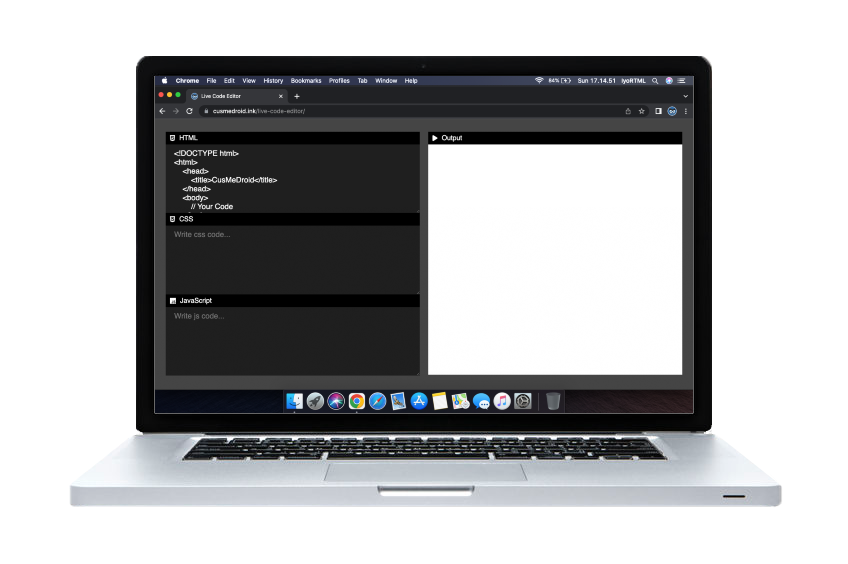 Chrome File Edit View History Bookmarks Profiles Tab Window Help 84% Sun 17.14.51 IyoRTML
Live Code Editor
cusmedroid.ink/live-code-editor/
HTML
<!DOCTYPE html>
<html>
<head>
<title>CusMeDroid</title>
</head>
<body>
// Your Code
CSS
Write css code...
JavaScript
Write js code...
Output